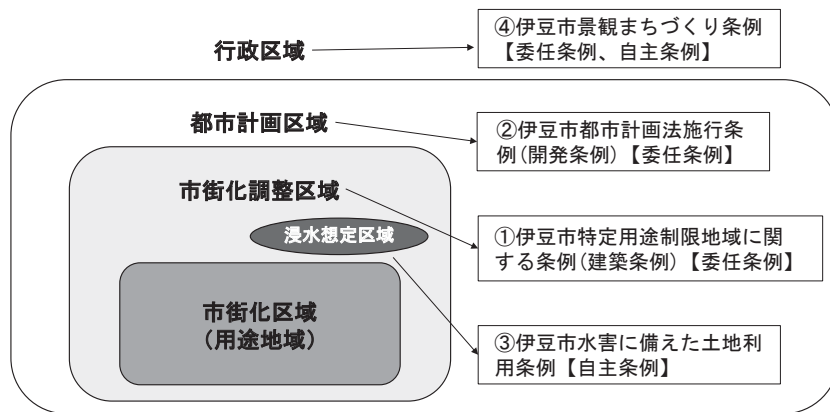 行政区域
④伊豆市景観まちづくり条例
【委任条例、自主条例】
都市計画区域
②伊豆市都市計画法施行条
例(開発条例)【委任条例】
市街化調整区域
浸水想定区域
①伊豆市特定用途制限地域に関
する条例(建築条例)【委任条例】
市街化区域
(用途地域)
③伊豆市水害に備えた土地利
用条例【自主条例】